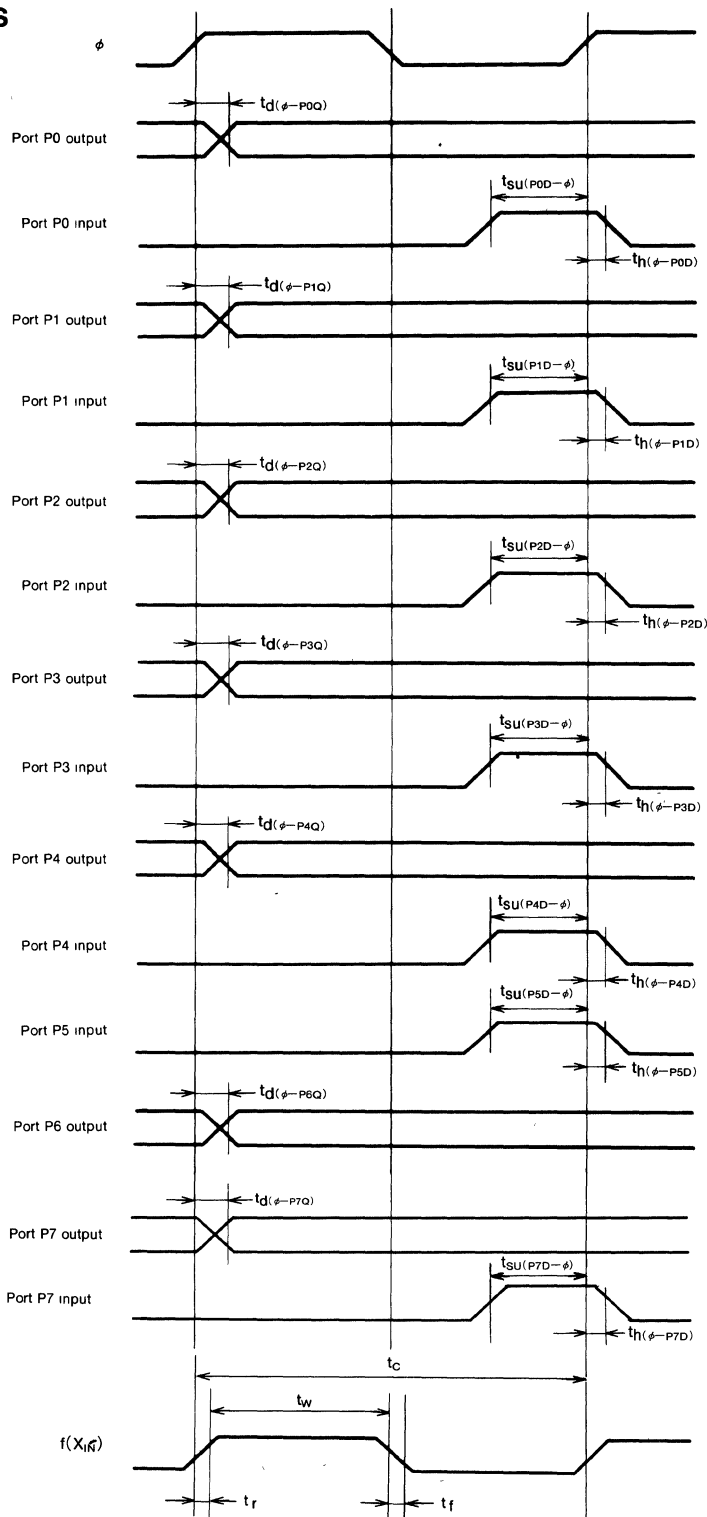 S
ϕ
td(ϕ−P0Q)
Port P0 output
tsu(P0D−ϕ)
Port P0 input
th(ϕ−P0D)
td(ϕ−P1Q)
Port P1 output
tsu(P1D−ϕ)
Port P1 input
th(ϕ−P1D)
td(ϕ−P2Q)
Port P2 output
tsu(P2D−ϕ)
Port P2 input
th(ϕ−P2D)
td(ϕ−P3Q)
Port P3 output
tsu(P3D−ϕ)
Port P3 input
th(ϕ−P3D)
td(ϕ−P4Q)
Port P4 output
tsu(P4D−ϕ)
Port P4 input
th(ϕ−P4D)
tsu(P5D−ϕ)
Port P5 input
th(ϕ−P5D)
td(ϕ−P6Q)
Port P6 output
td(ϕ−P7Q)
Port P7 output
tsu(P7D−ϕ)
Port P7 input
th(ϕ−P7D)
tc
tw
f(XIN)
tr
tf